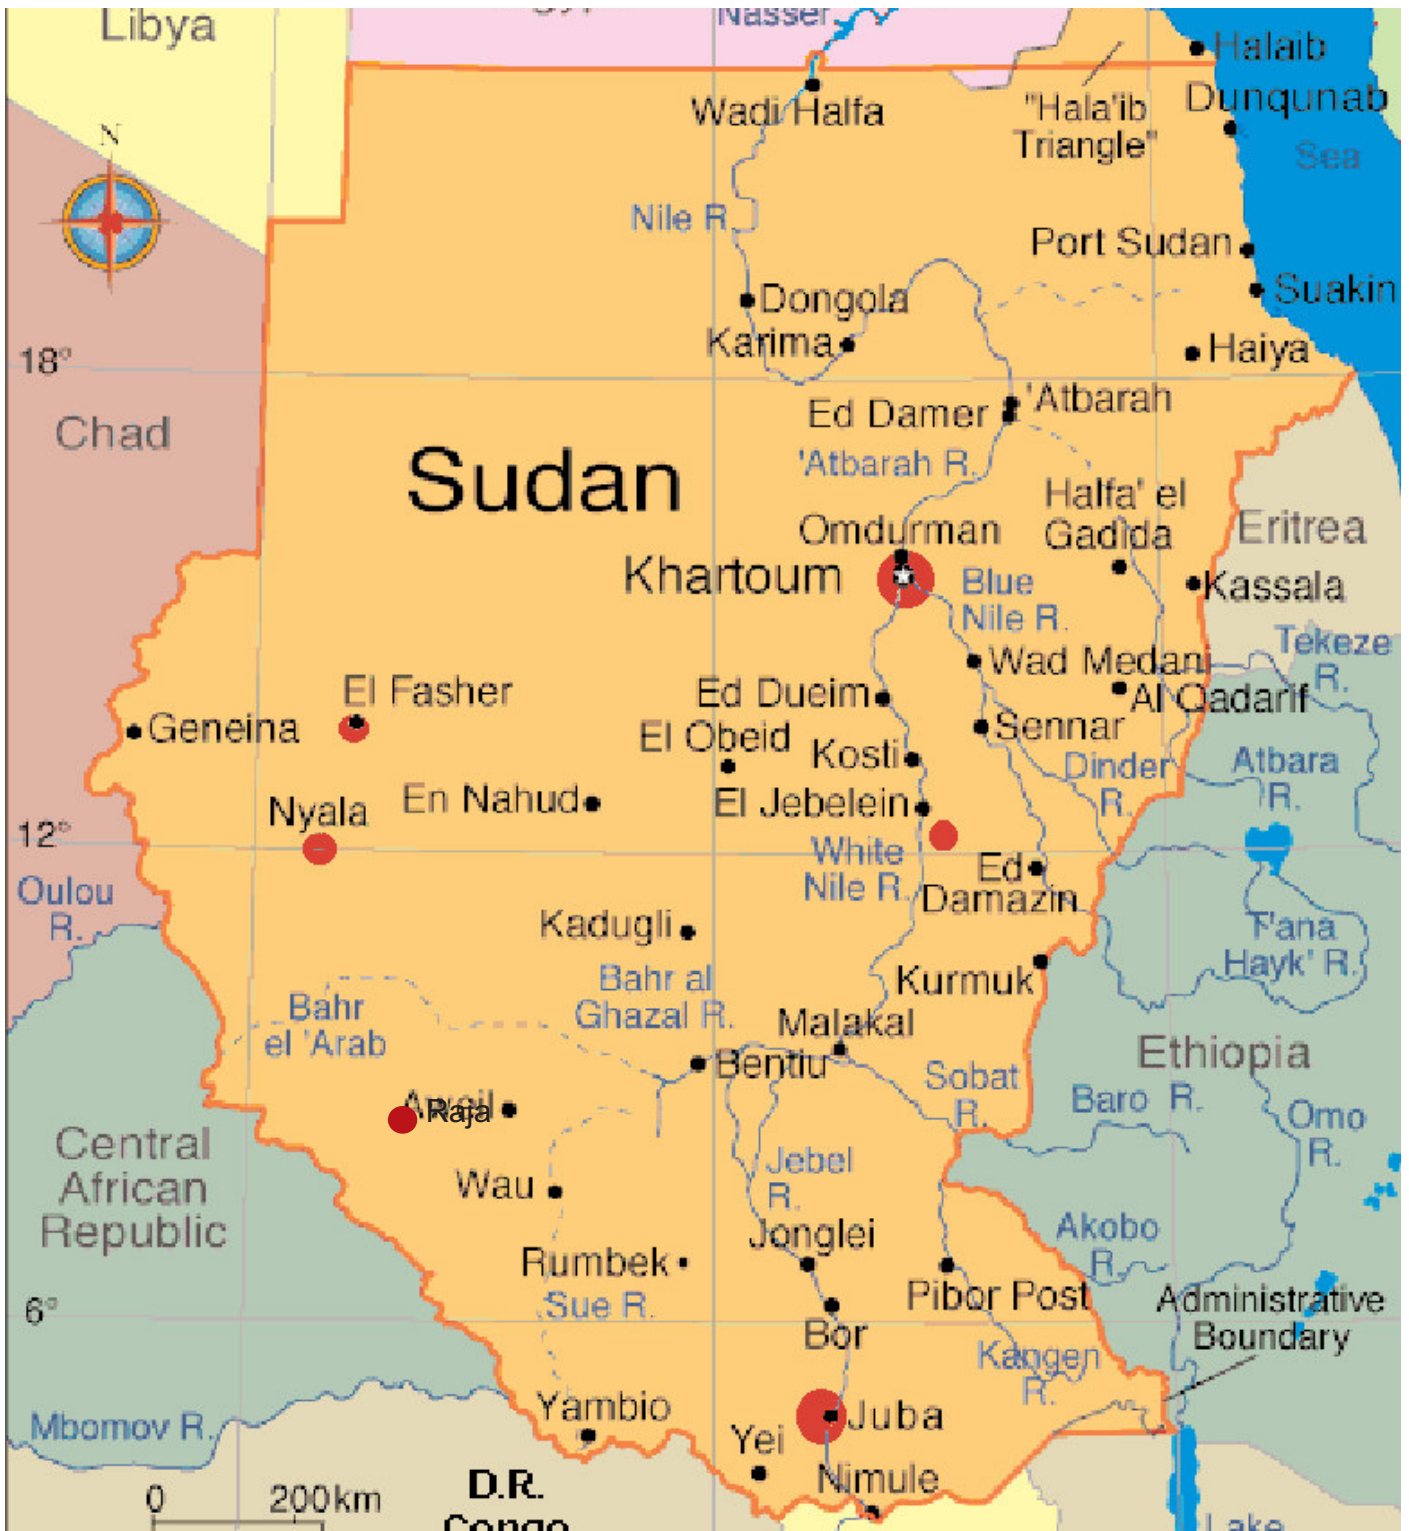 Libya
Nasser
N
Halaib
Wadi Halfa
"Hala'ib
Triangle"
Dunqunab
Sea
Nile R.
Port Sudan
Suakin
Dongola
Karima
Haiya
18°
Chad
Ed Damer
'Atbarah
Sudan
'Atbarah R.
Halfa' el
Gadida
Omdurman
Eritrea
Khartoum
Blue
Nile R.
Kassala
Tekeze
R.
Wad Medani
El Fasher
Ed Dueim
Al Qadarif
Geneina
El Obeid
Sennar
Kosti
Dinder
R.
Atbara
R.
Nyala
En Nahud
El Jebelein
12°
White
Nile R.
Ed
Damazin
Oulou
R.
Kadugli
T'ana
Hayk' R.
Bahr al
Ghazal R.
Kurmuk
Bahr
el 'Arab
Malakal
Ethiopia
Bentiu
Sobat
R.
Baro R.
Omo
R.
Aweil
Raja
Central
African
Republic
Wau
Jebel
R.
Jonglei
Akobo
R.
Rumbek
Sue R.
Pibor Post
6°
Administrative
Boundary
Bor
Kangen
R.
Mbomov R.
Yambio
Juba
Yei
Nimule
0
200km
D.R.
Congo
Lake